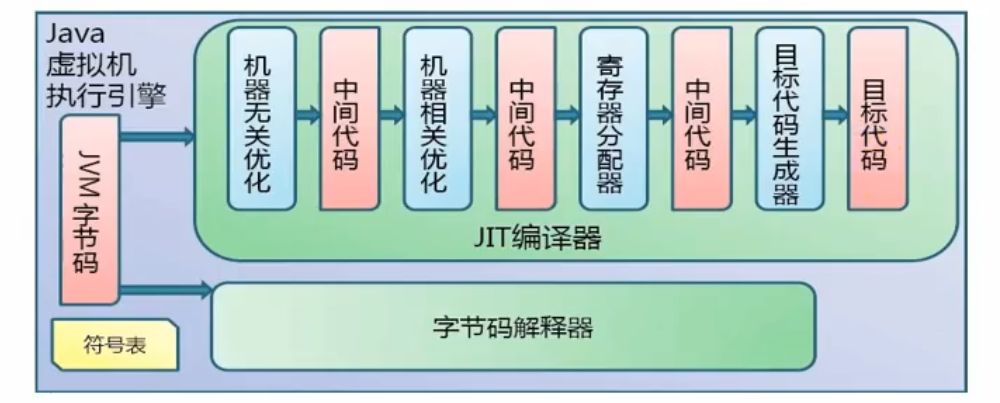 Java
虚拟机
执行引擎
JVM字节码
机器无关优化
中间代码
机器相关优化
中间代码
寄存器分配器
中间代码
目标代码生成器
目标代码
JIT编译器
字节码解释器
符号表